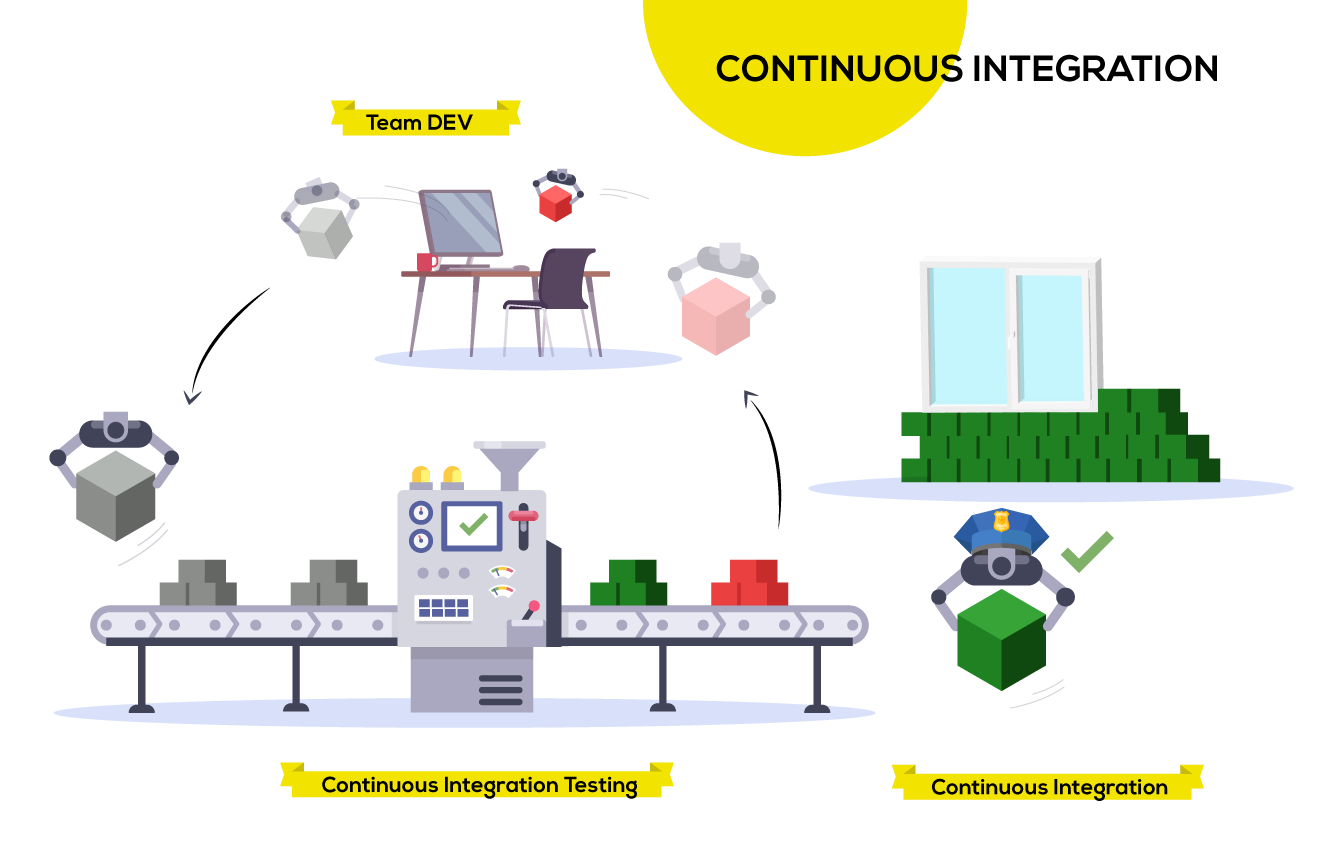 CONTINUOUS INTEGRATION
Team DEV
Continuous Integration Testing
Continuous Integration